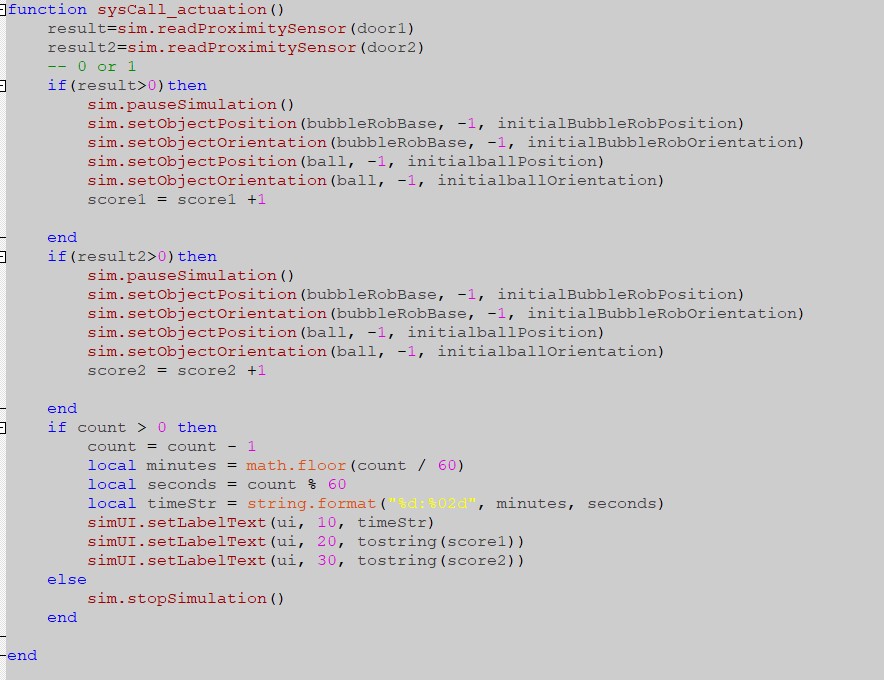 function sysCall_actuation()
    result=sim.readProximitySensor(door1)
    result2=sim.readProximitySensor(door2)
    -- 0 or 1
    if(result>0)then
        sim.pauseSimulation()
        sim.setObjectPosition(bubbleRobBase, -1, initialBubbleRobPosition)
        sim.setObjectOrientation(bubbleRobBase, -1, initialBubbleRobOrientation)
        sim.setObjectPosition(ball, -1, initialballPosition)
        sim.setObjectOrientation(ball, -1, initialballOrientation)
        score1 = score1 +1

    end
    if(result2>0)then
        sim.pauseSimulation()
        sim.setObjectPosition(bubbleRobBase, -1, initialBubbleRobPosition)
        sim.setObjectOrientation(bubbleRobBase, -1, initialBubbleRobOrientation)
        sim.setObjectPosition(ball, -1, initialballPosition)
        sim.setObjectOrientation(ball, -1, initialballOrientation)
        score2 = score2 +1

    end
    if count > 0 then
        count = count - 1
        local minutes = math.floor(count / 60)
        local seconds = count % 60
        local timeStr = string.format("%d:%02d", minutes, seconds)
        simUI.setLabelText(ui, 10, timeStr)
        simUI.setLabelText(ui, 20, tostring(score1))
        simUI.setLabelText(ui, 30, tostring(score2))
    else
        sim.stopSimulation()
    end

end